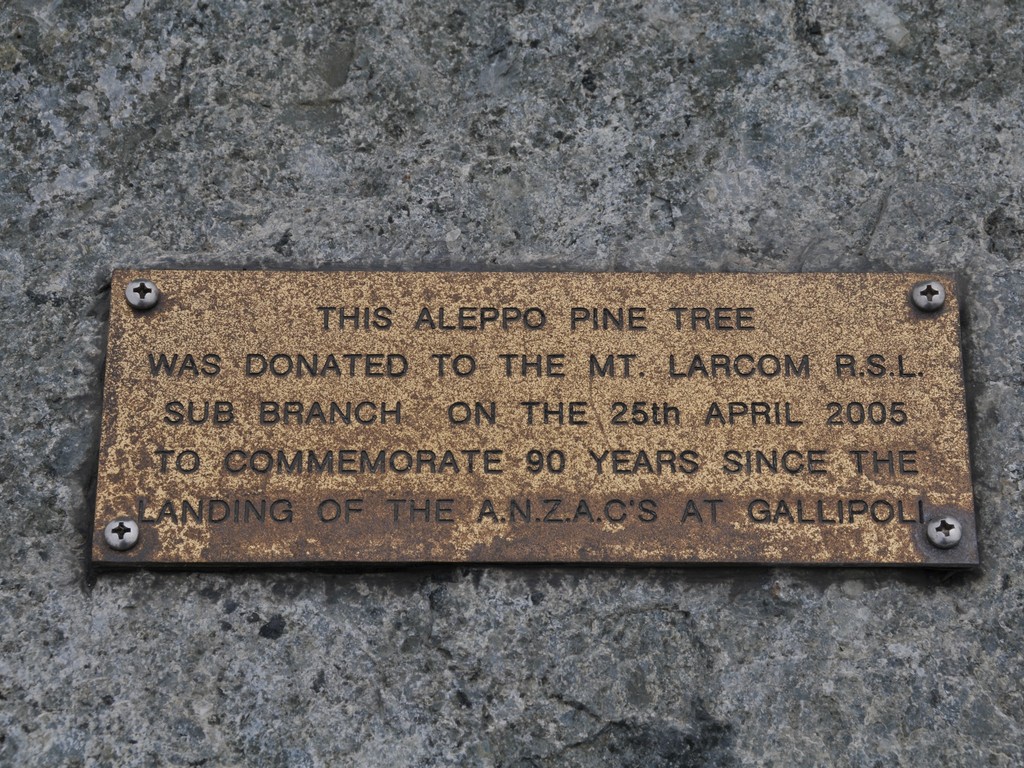 THIS ALEPPO PINE TREE
WAS DONATED TO THE MT. LARCOM R.S.L.
SUB BRANCH ON THE 25th APRIL 2005
TO COMMEMORATE 90 YEARS SINCE THE
LANDING OF THE A.N.Z.A.C'S AT GALLIPOLI